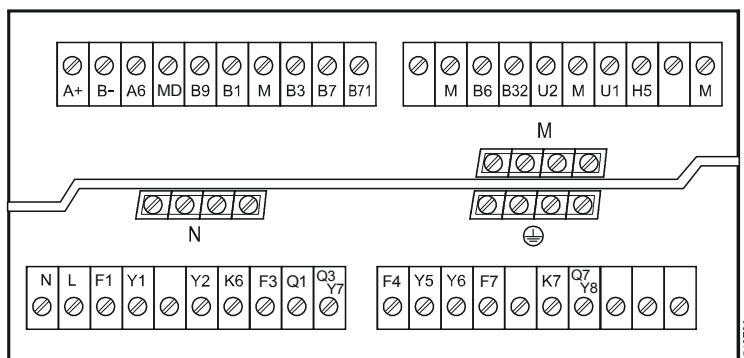 A+ B- A6 MD B9 B1 M B3 B7 B71
M B6 B32 U2 M U1 H5 M
M
N
N L F1 Y1 Y2 K6 F3 Q1 Q3 Y7
F4 Y5 Y6 F7 K7 Q7 Y8